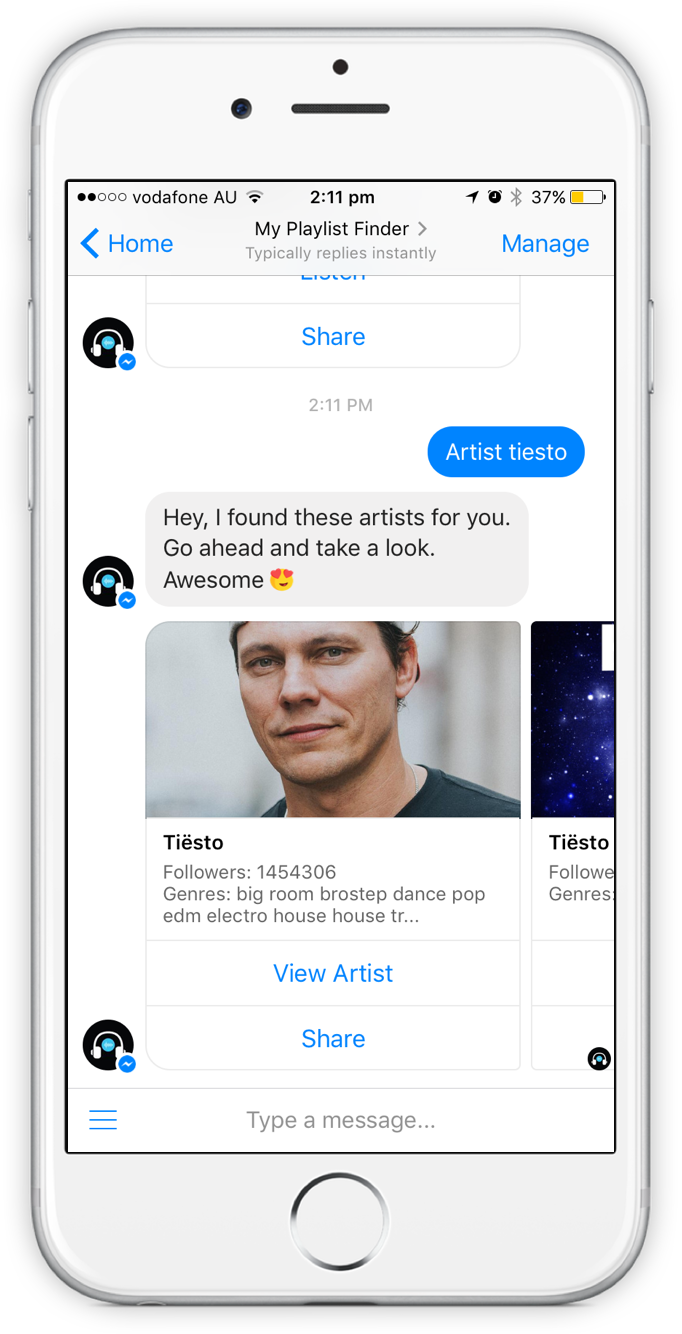 vodafone AU
2:11 pm
37%
Home
My Playlist Finder
Typically replies instantly
Manage
Listen
Share
2:11 PM
Artist tiesto
Hey, I found these artists for you.
Go ahead and take a look.
Awesome 😍
Tiësto
Followers: 1454306
Genres: big room brostep dance pop
edm electro house house tr...
View Artist
Share
Tiësto
Followe
Genres:
Type a message...